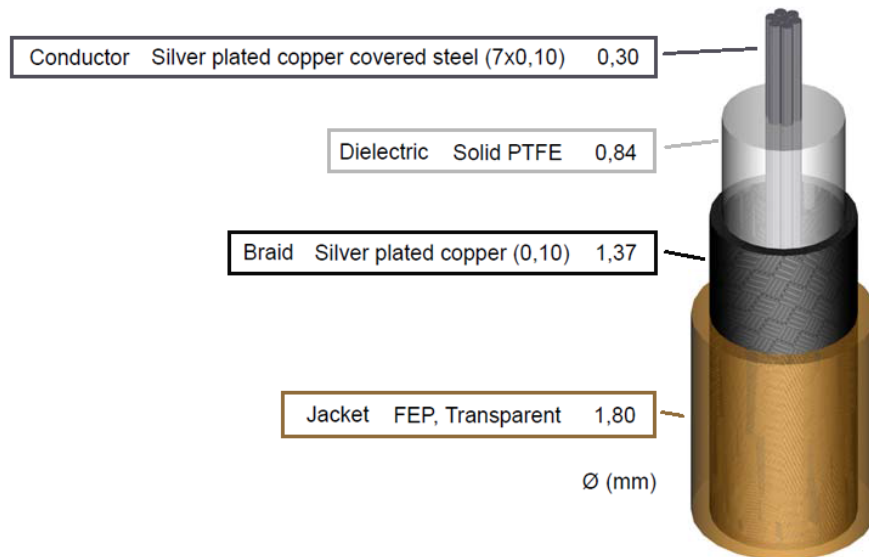 Conductor Silver plated copper covered steel (7x0,10) 0,30
Dielectric Solid PTFE 0,84
Braid Silver plated copper (0,10) 1,37
Jacket FEP, Transparent 1,80
Ø (mm)